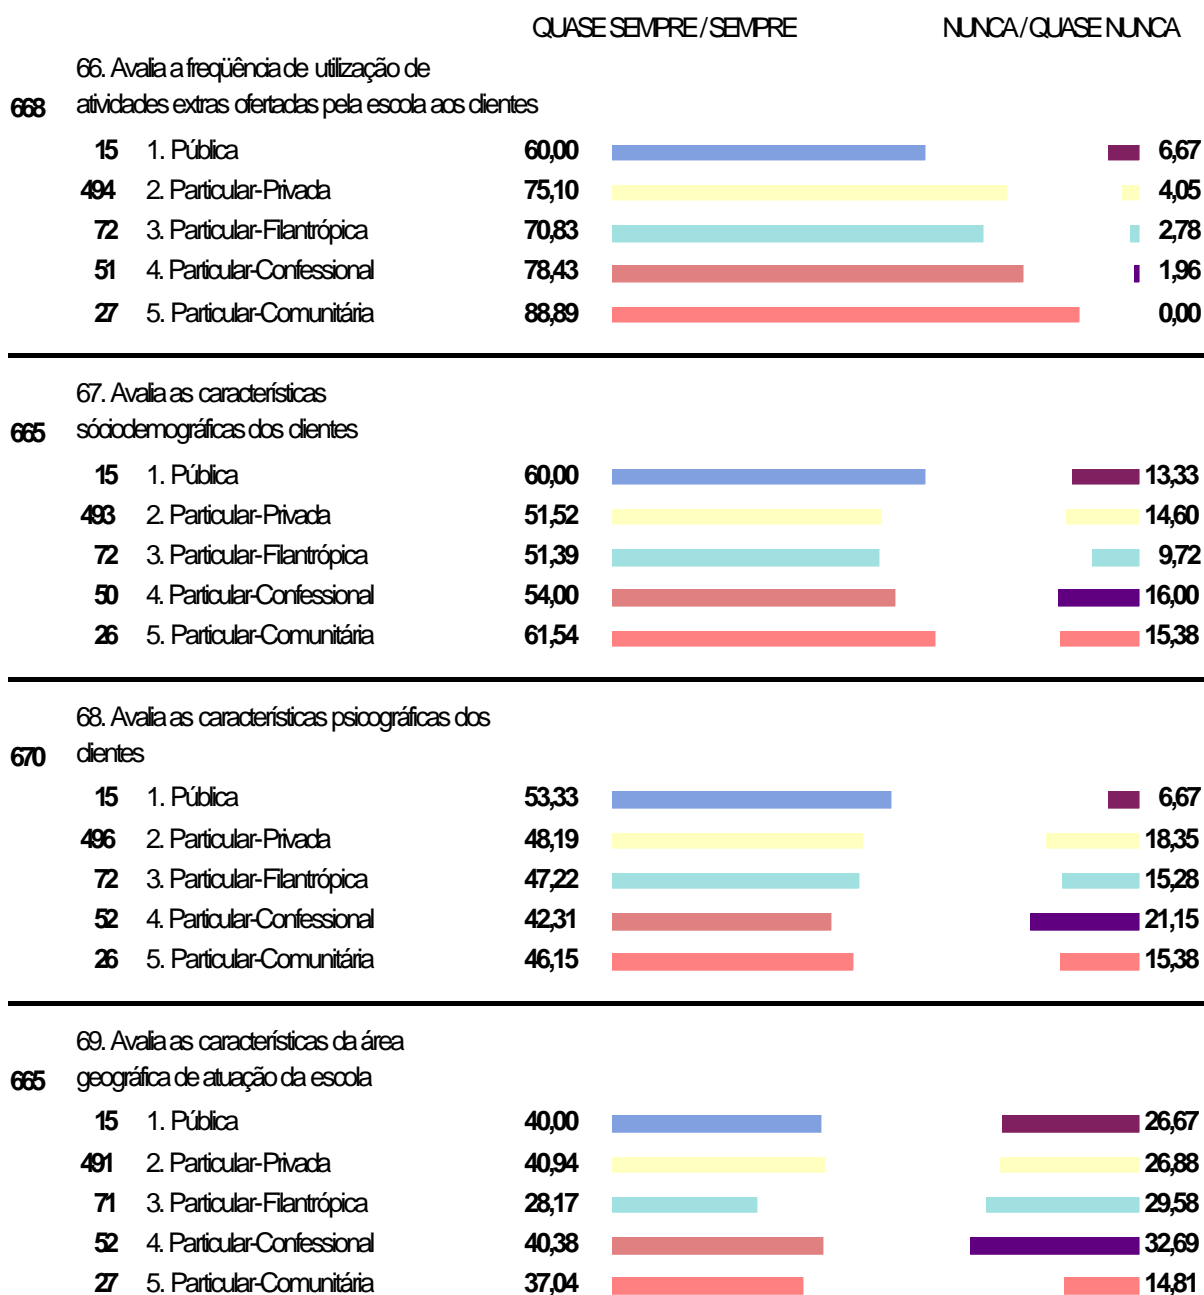 QUASE SEMPRE / SEMPRE NUNCA / QUASE NUNCA
66. Avalia a freqüência de utilização de
668 atividades extras ofertadas pela escola aos clientes
15 1. Pública 60,00 6,67
494 2. Particular-Privada 75,10 4,05
72 3. Particular-Filantrópica 70,83 2,78
51 4. Particular-Confessional 78,43 1,96
27 5. Particular-Comunitária 88,89 0,00
67. Avalia as características
665 sóciodemográficas dos clientes
15 1. Pública 60,00 13,33
493 2. Particular-Privada 51,52 14,60
72 3. Particular-Filantrópica 51,39 9,72
50 4. Particular-Confessional 54,00 16,00
26 5. Particular-Comunitária 61,54 15,38
68. Avalia as características psicográficas dos
670 clientes
15 1. Pública 53,33 6,67
496 2. Particular-Privada 48,19 18,35
72 3. Particular-Filantrópica 47,22 15,28
52 4. Particular-Confessional 42,31 21,15
26 5. Particular-Comunitária 46,15 15,38
69. Avalia as características da área
665 geográfica de atuação da escola
15 1. Pública 40,00 26,67
491 2. Particular-Privada 40,94 26,88
71 3. Particular-Filantrópica 28,17 29,58
52 4. Particular-Confessional 40,38 32,69
27 5. Particular-Comunitária 37,04 14,81